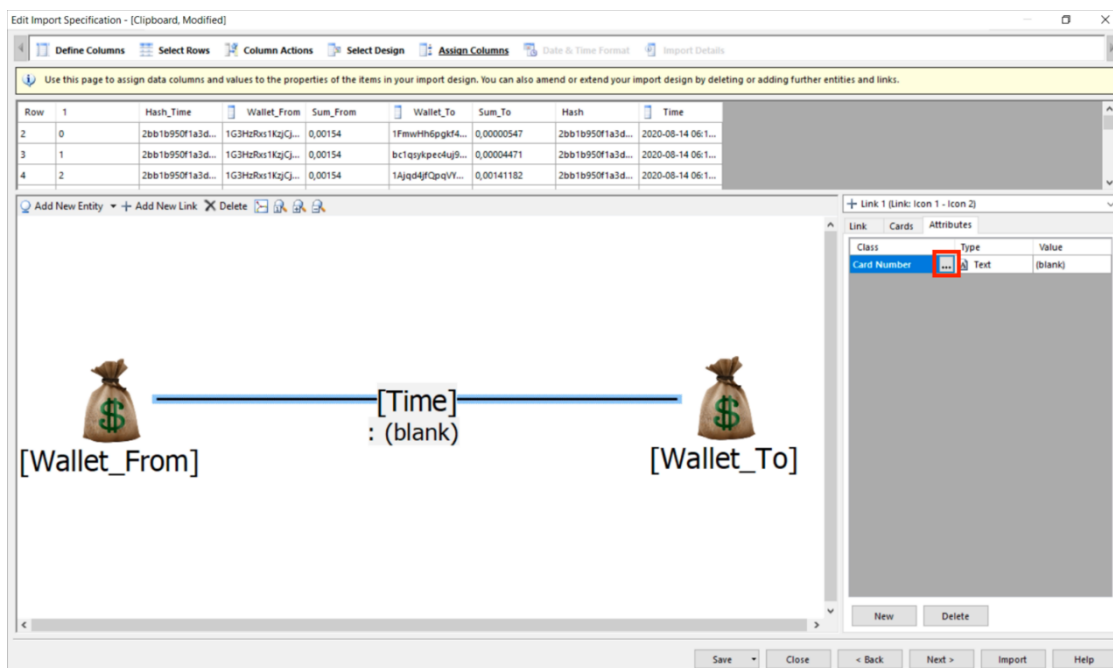 Edit Import Specification - [Clipboard, Modified]
Define Columns Select Rows Column Actions Select Design Assign Columns Date & Time Format Import Details
Use this page to assign data columns and values to the properties of the items in your import design. You can also amend or extend your import design by deleting or adding further entities and links.
Row 1 Hash_Time Wallet_From Sum_From Wallet_To Sum_To Hash Time
2 0 2bb1b950f1a3d... 1G3HzRxs1KzjCj... 0,00154 1FmwHh6pgkf4... 0,00000547 2bb1b950f1a3d... 2020-08-14 06:1...
3 1 2bb1b950f1a3d... 1G3HzRxs1KzjCj... 0,00154 bc1qsykpec4uj9... 0,00004471 2bb1b950f1a3d... 2020-08-14 06:1...
4 2 2bb1b950f1a3d... 1G3HzRxs1KzjCj... 0,00154 1Ajqd4jfQpqVY... 0,00141182 2bb1b950f1a3d... 2020-08-14 06:1...
Add New Entity Add New Link Delete
Link 1 (Link: Icon 1 - Icon 2)
Link Cards Attributes
Class Type Value
Card Number ... A Text (blank)
[Time]
: (blank)
[Wallet_From]
[Wallet_To]
New Delete
Save Close < Back Next > Import Help